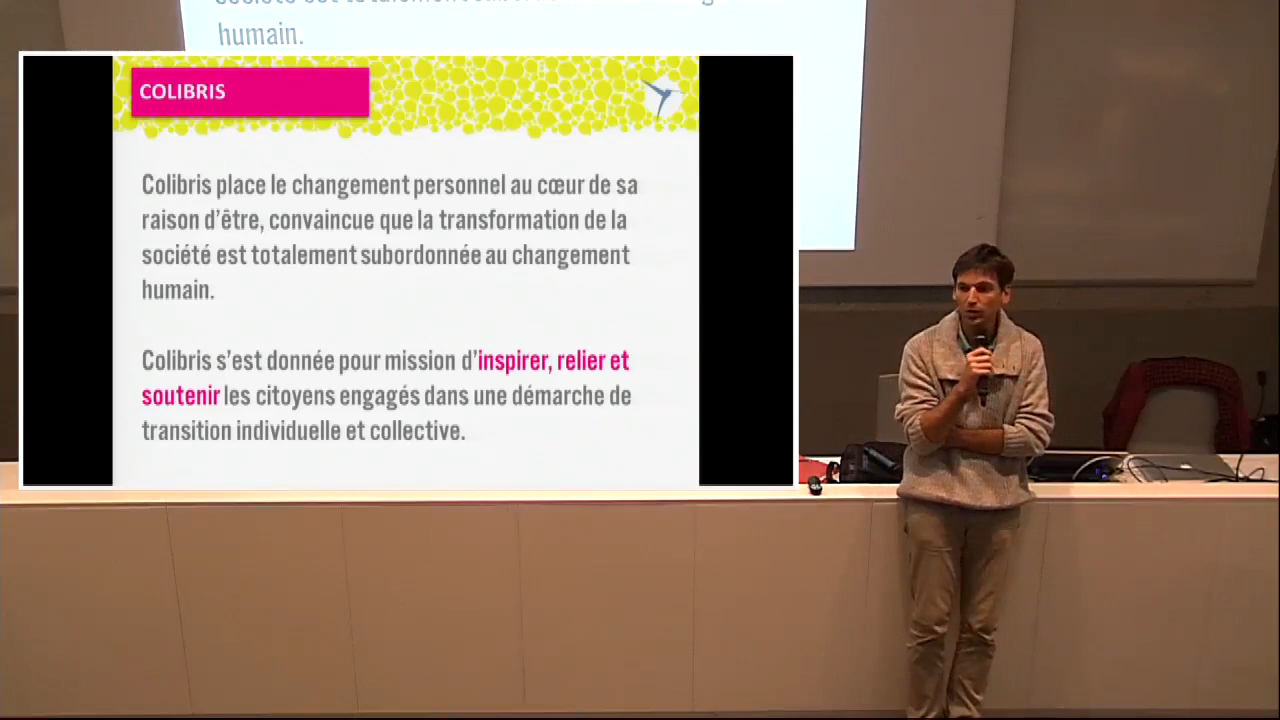 humain.
COLIBRIS
Colibris place le changement personnel au cœur de sa
raison d'être, convaincue que la transformation de la
société est totalement subordonnée au changement
humain.
Colibris s'est donnée pour mission d'inspirer, relier et
soutenir les citoyens engagés dans une démarche de
transition individuelle et collective.